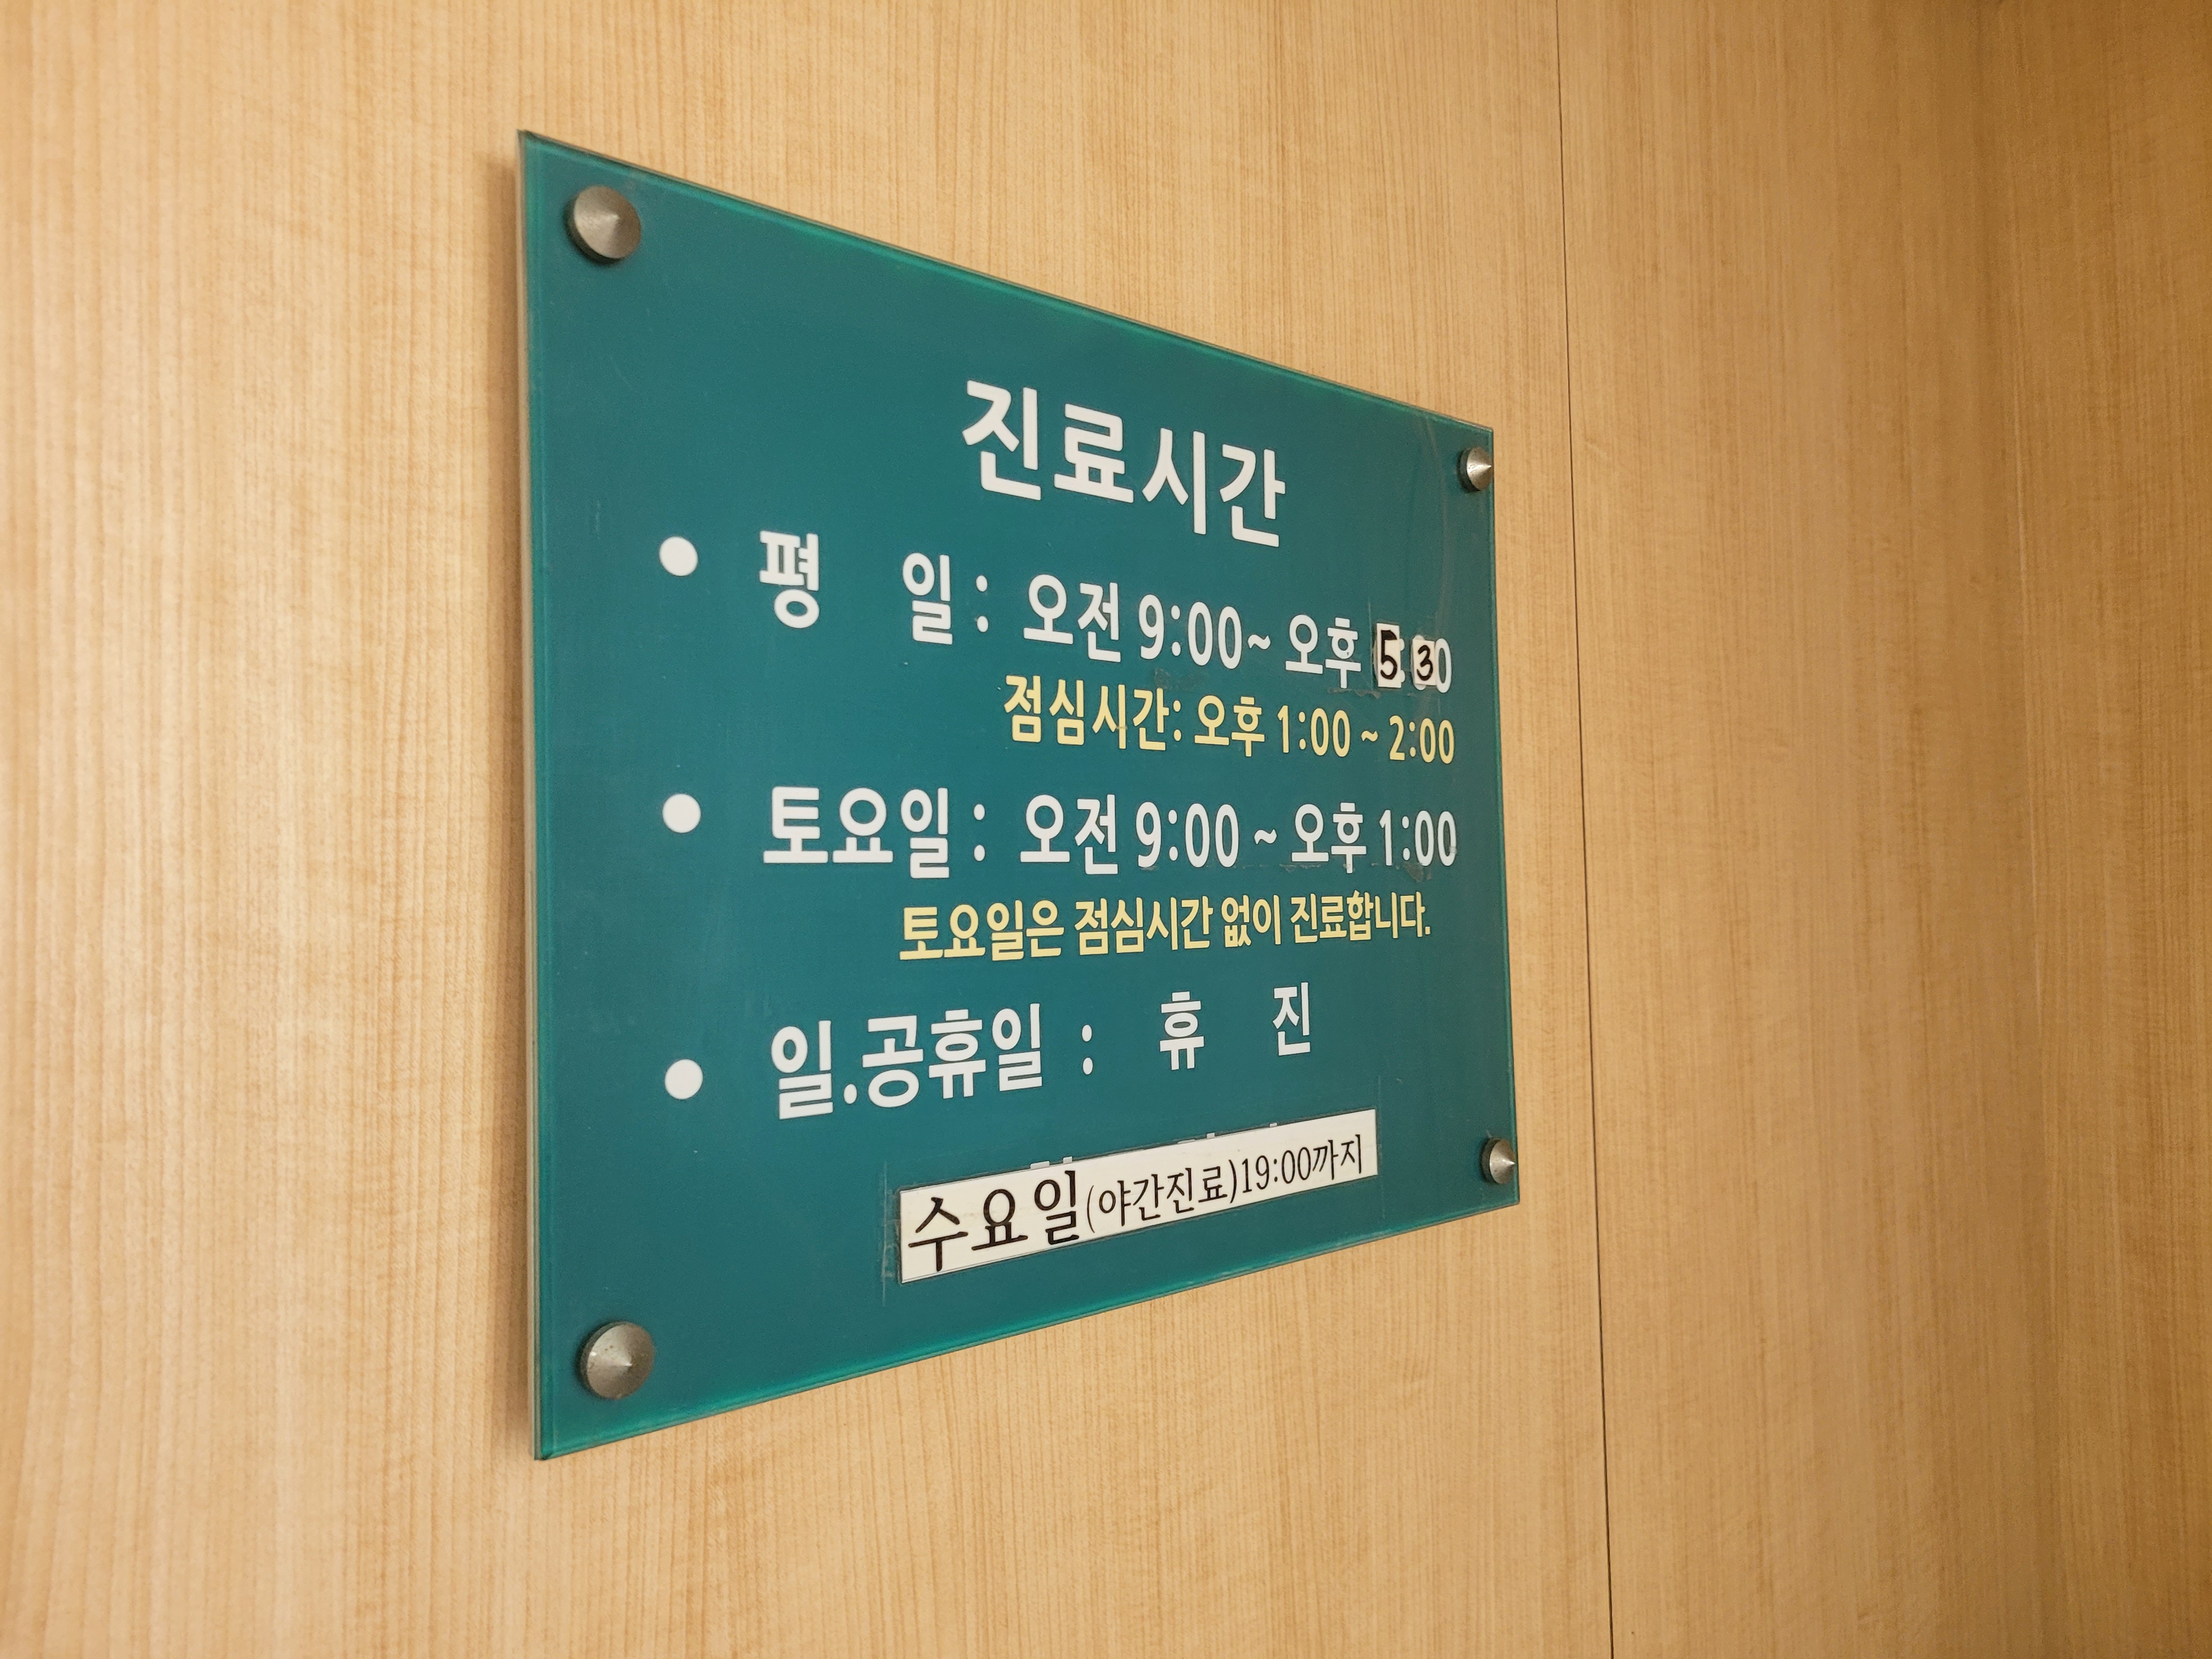 진료시간
● 평 일 : 오전 9:00~ 오후 5:30
점심시간: 오후 1:00 ~ 2:00
● 토요일 : 오전 9:00 ~ 오후 1:00
토요일은 점심시간 없이 진료합니다.
● 일.공휴일 : 휴 진
수요일(야간진료)19:00까지